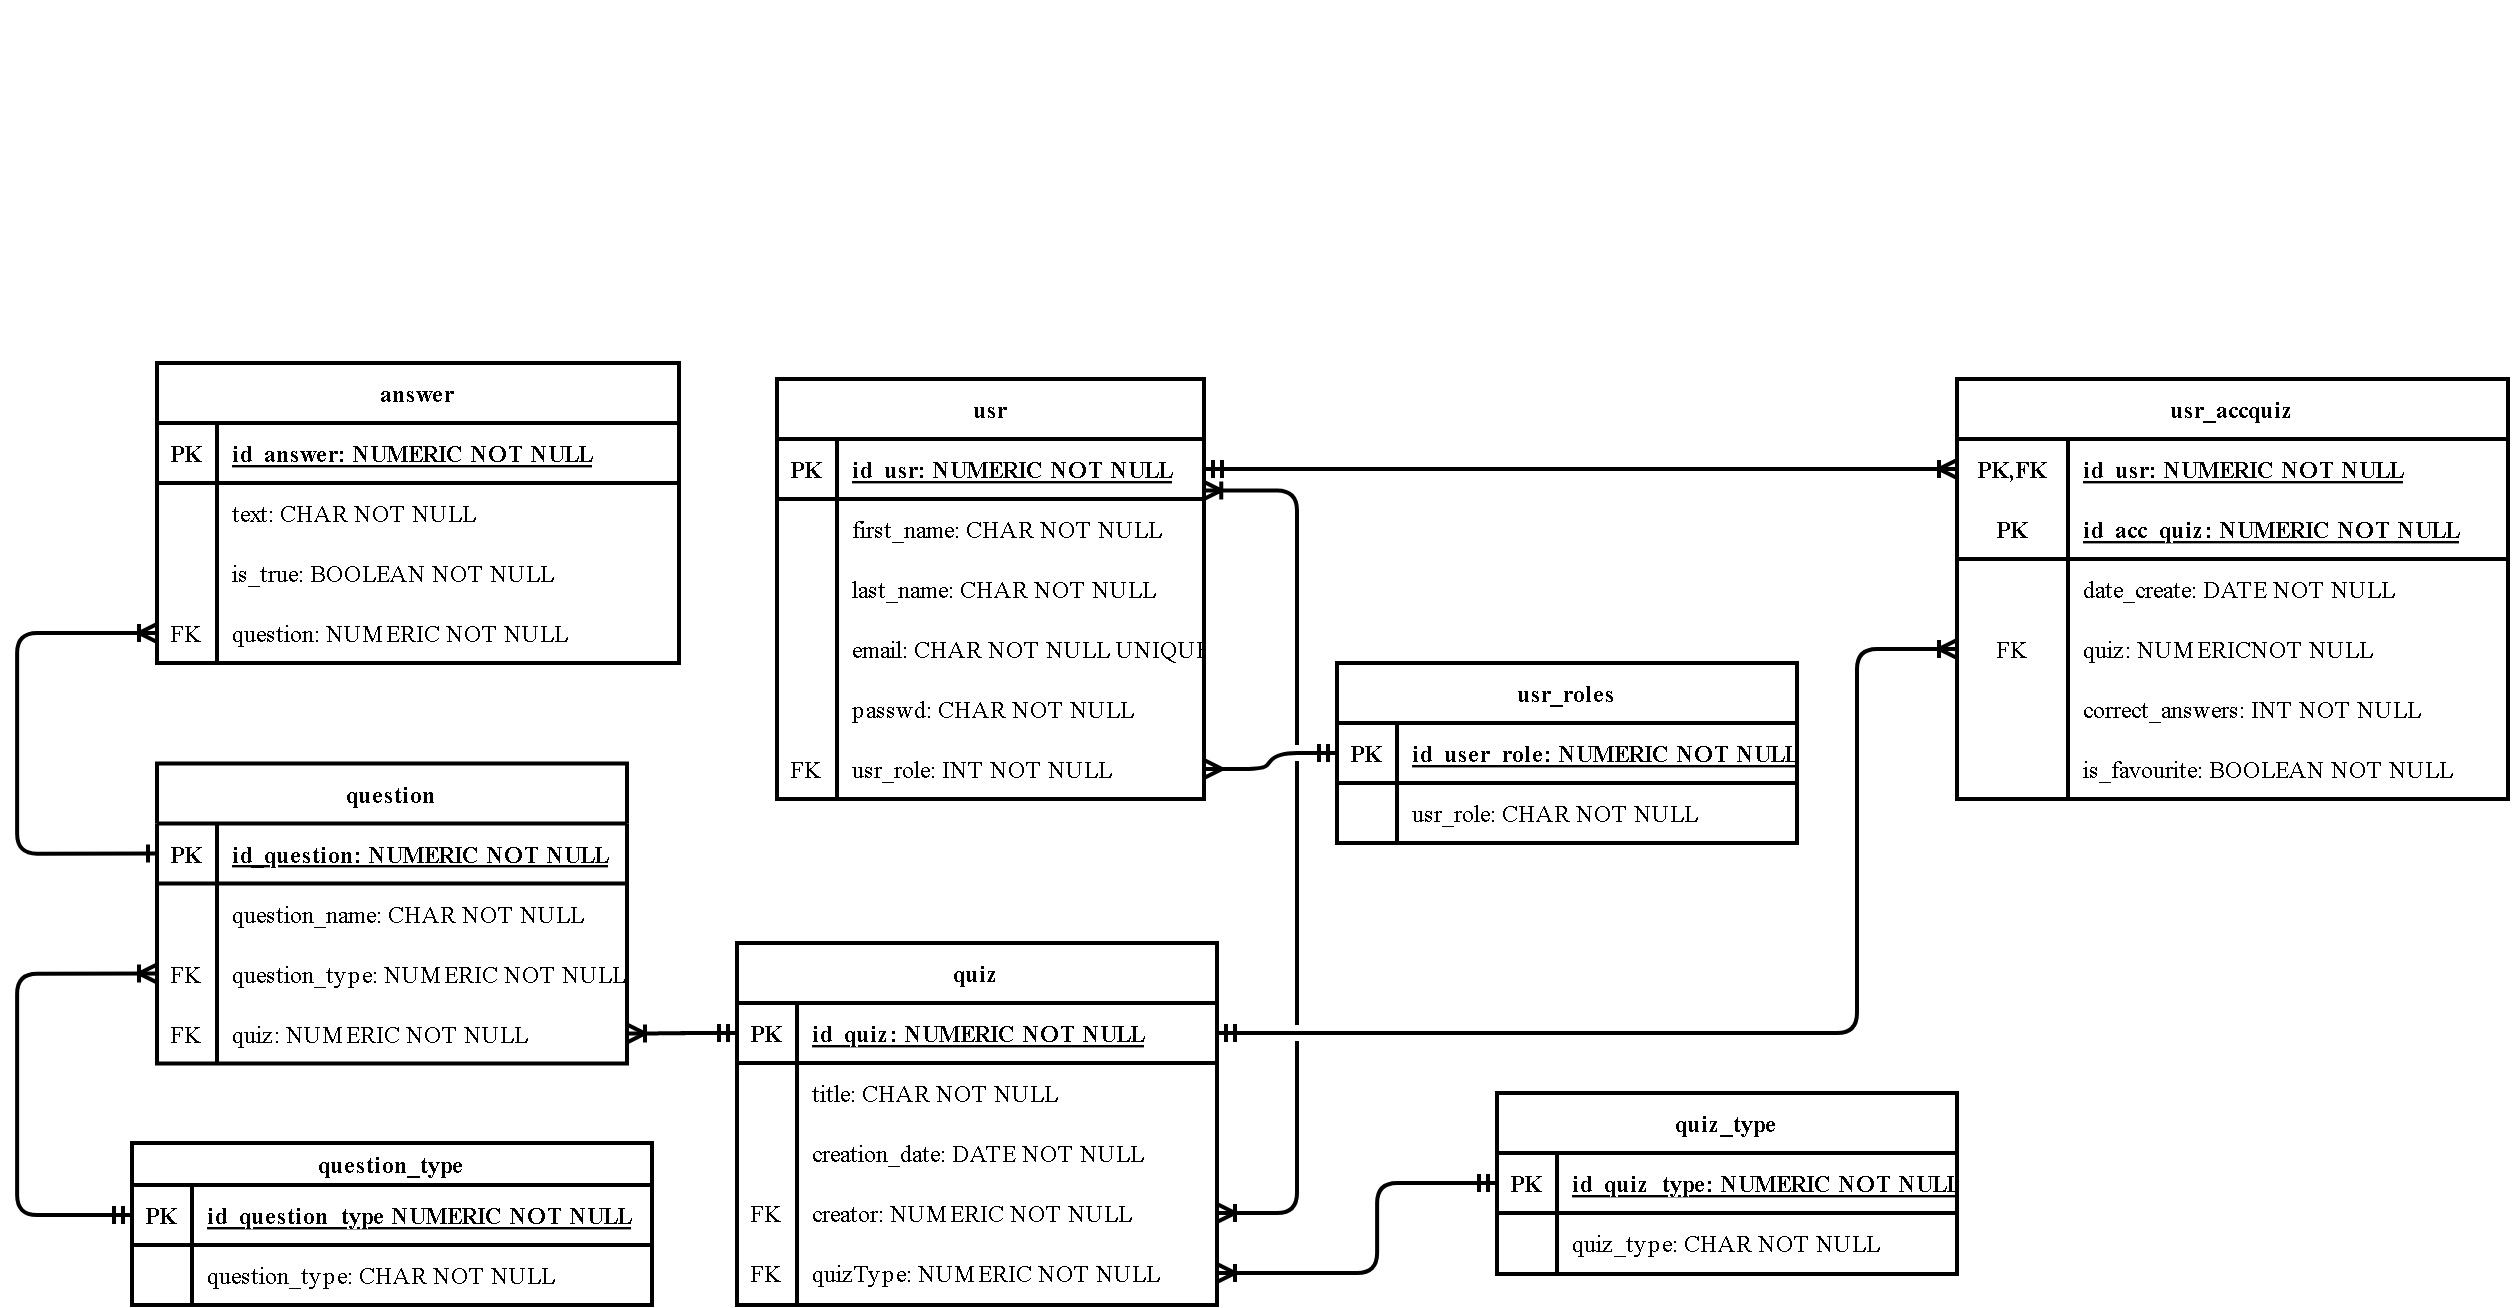 answer
PK id_answer: NUMERIC NOT NULL
text: CHAR NOT NULL
is_true: BOOLEAN NOT NULL
FK question: NUMERIC NOT NULL
usr
PK id_usr: NUMERIC NOT NULL
first_name: CHAR NOT NULL
last_name: CHAR NOT NULL
email: CHAR NOT NULL UNIQUE
passwd: CHAR NOT NULL
FK usr_role: INT NOT NULL
usr_accquiz
PK,FK id_usr: NUMERIC NOT NULL
PK id_acc_quiz: NUMERIC NOT NULL
date_create: DATE NOT NULL
FK quiz: NUMERICNOT NULL
correct_answers: INT NOT NULL
is_favourite: BOOLEAN NOT NULL
usr_roles
PK id_user_role: NUMERIC NOT NULL
usr_role: CHAR NOT NULL
question
PK id_question: NUMERIC NOT NULL
question_name: CHAR NOT NULL
FK question_type: NUMERIC NOT NULL
FK quiz: NUMERIC NOT NULL
quiz
PK id_quiz: NUMERIC NOT NULL
title: CHAR NOT NULL
creation_date: DATE NOT NULL
FK creator: NUMERIC NOT NULL
FK quizType: NUMERIC NOT NULL
quiz_type
PK id_quiz_type: NUMERIC NOT NULL
quiz_type: CHAR NOT NULL
question_type
PK id_question_type NUMERIC NOT NULL
question_type: CHAR NOT NULL